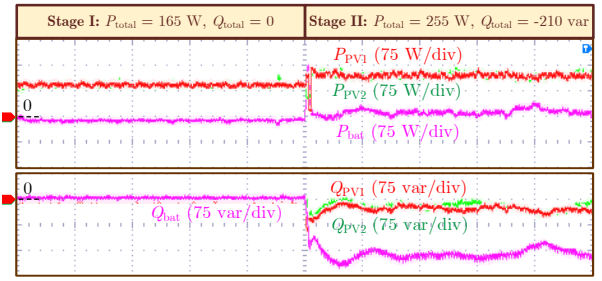 Stage I: P_total = 165 W, Q_total = 0
Stage II: P_total = 255 W, Q_total = -210 var
P_PV1 (75 W/div)
P_PV2 (75 W/div)
0
P_bat (75 W/div)
0
Q_PV1 (75 var/div)
Q_bat (75 var/div)
Q_PV2 (75 var/div)